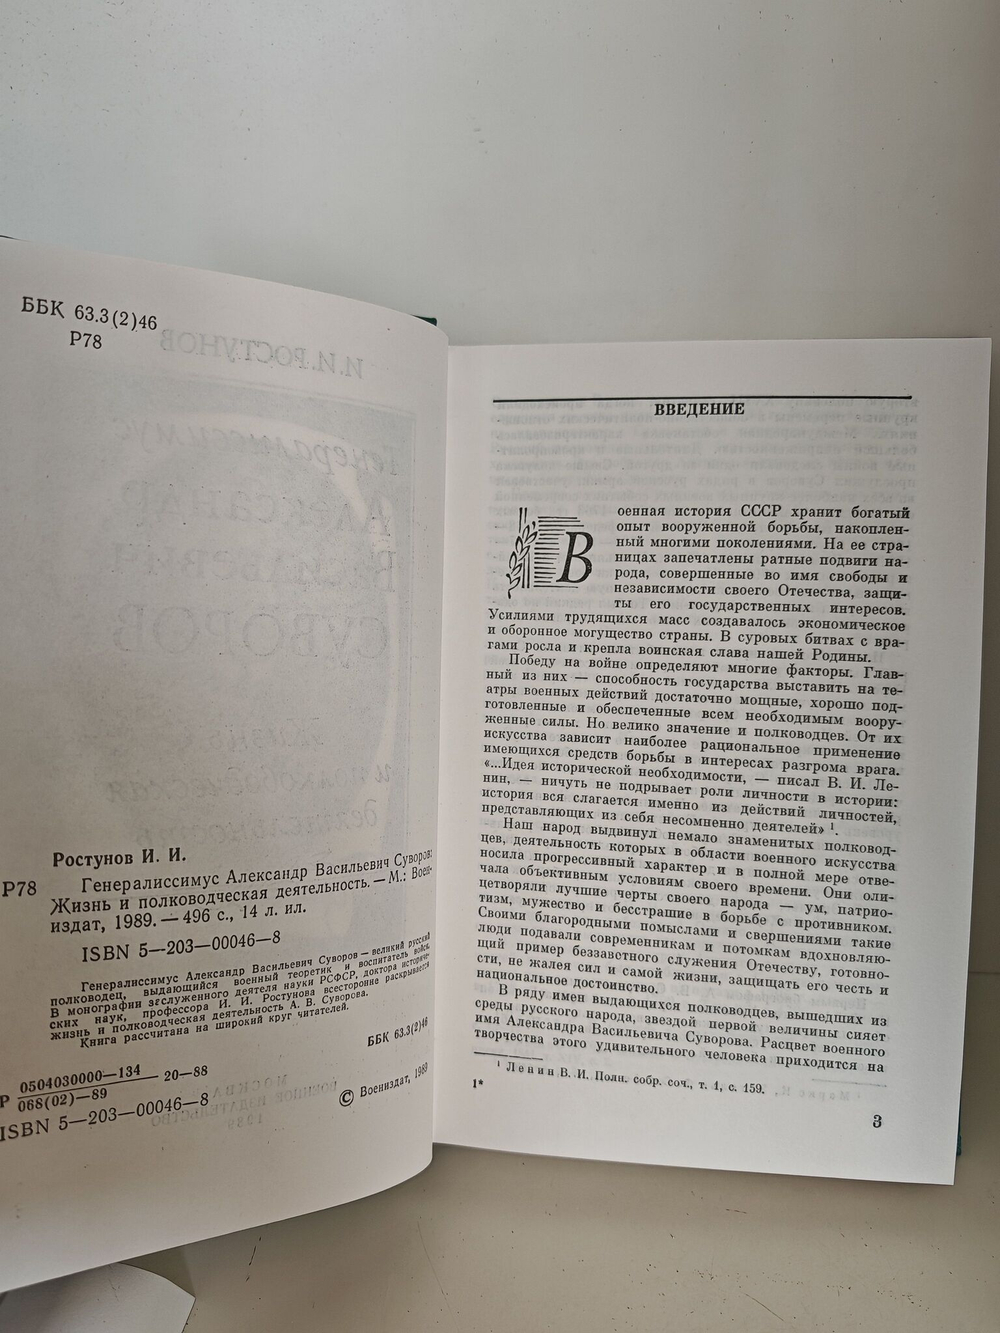 ББК 63.3(2)46
Р78
Ростунов И. И.
Р78 Генералиссимус Александр Васильевич Суворов:
Жизнь и полководческая деятельность. — М.: Воен-
издат, 1989. — 496 с., 14 л. ил.
ISBN 5—203—00046—8
Генералиссимус Александр Васильевич Суворов — великий русский
полководец, выдающийся военный теоретик и воспитатель войск.
В монографии заслуженного деятеля науки РСФСР, доктора историче-
ских наук, профессора И. И. Ростунова всесторонне раскрывается
жизнь и полководческая деятельность А. В. Суворова.
Книга рассчитана на широкий круг читателей.
Р 0504030000—134
068(02)—89
20—88
ББК 63.3(2)46
ISBN 5—203—00046—8
© Воениздат, 1989
ВВЕДЕНИЕ
Военная история СССР хранит богатый
опыт вооруженной борьбы, накоплен-
ный многими поколениями. На ее стра-
ницах запечатлены ратные подвиги на-
рода, совершенные во имя свободы и
независимости своего Отечества, защи-
ты его государственных интересов.
Усилиями трудящихся масс создавалось экономическое
и оборонное могущество страны. В суровых битвах с вра-
гами росла и крепла воинская слава нашей Родины.
Победу на войне определяют многие факторы. Глав-
ный из них — способность государства выставить на те-
атры военных действий достаточно мощные, хорошо под-
готовленные и обеспеченные всем необходимым воору-
женные силы. Но велико значение и полководцев. От их
искусства зависит наиболее рациональное применение
имеющихся средств борьбы в интересах разгрома врага.
«...Идея исторической необходимости, — писал В. И. Ле-
нин, — ничуть не подрывает роли личности в истории:
история вся слагается именно из действий личностей,
представляющих из себя несомненно деятелей» ¹.
Наш народ выдвинул немало знаменитых полковод-
цев, деятельность которых в области военного искусства
носила прогрессивный характер и в полной мере отве-
чала объективным условиям своего времени. Они оли-
цетворяли лучшие черты своего народа — ум, патрио-
тизм, мужество и бесстрашие в борьбе с противником.
Своими благородными помыслами и свершениями такие
люди подавали современникам и потомкам вдохновляю-
щий пример беззаветного служения Отечеству, готовно-
сти, не жалея сил и самой жизни, защищать его честь и
национальное достоинство.
В ряду имен выдающихся полководцев, вышедших из
среды русского народа, звездой первой величины сияет
имя Александра Васильевича Суворова. Расцвет военного
творчества этого удивительного человека приходится на
¹ Ленин В. И. Полн. собр. соч., т. 1, с. 159.
1*
3